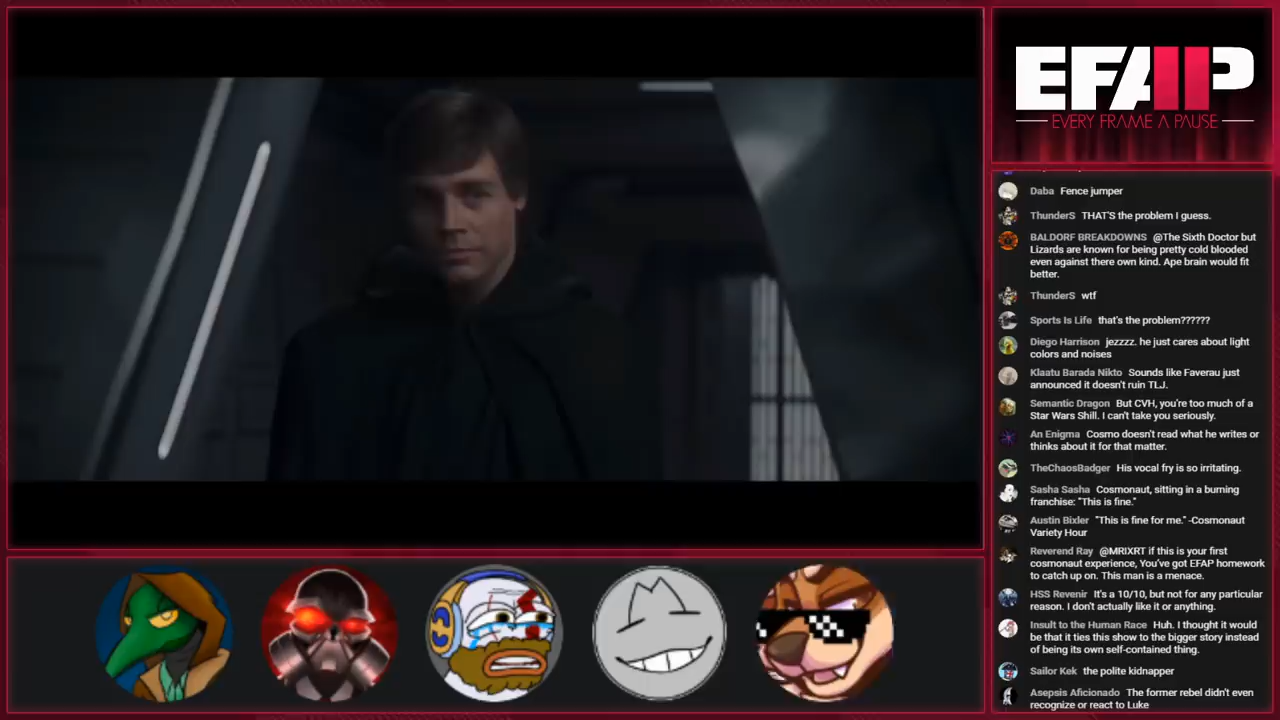 EFAP
EVERY FRAME A PAUSE
Daba Fence jumper
ThunderS THAT'S the problem I guess.
BALDORF BREAKDOWNS @The Sixth Doctor but
Lizards are known for being pretty cold blooded
even against there own kind. Ape brain would fit
better.
ThunderS wtf
Sports Is Life that's the problem??????
Diego Harrison jezzzz. he just cares about light
colors and noises
Klaatu Barada Nikto Sounds like Faverau just
announced it doesn't ruin TLJ.
Semantic Dragon But CVH, you're too much of a
Star Wars Shill. I can't take you seriously.
An Enigma Cosmo doesn't read what he writes or
thinks about it for that matter.
TheChaosBadger His vocal fry is so irritating.
Sasha Sasha Cosmonaut, sitting in a burning
franchise: "This is fine."
Austin Bixler "This is fine for me." -Cosmonaut
Variety Hour
Reverend Ray @MRIXRT if this is your first
cosmonaut experience, You've got EFAP homework
to catch up on. This man is a menace.
HSS Revenir It's a 10/10, but not for any particular
reason. I don't actually like it or anything.
Insult to the Human Race Huh. I thought it would
be that it ties this show to the bigger story instead
of being its own self-contained thing.
Sailor Kek the polite kidnapper
Asepsis Aficionado The former rebel didn't even
recognize or react to Luke